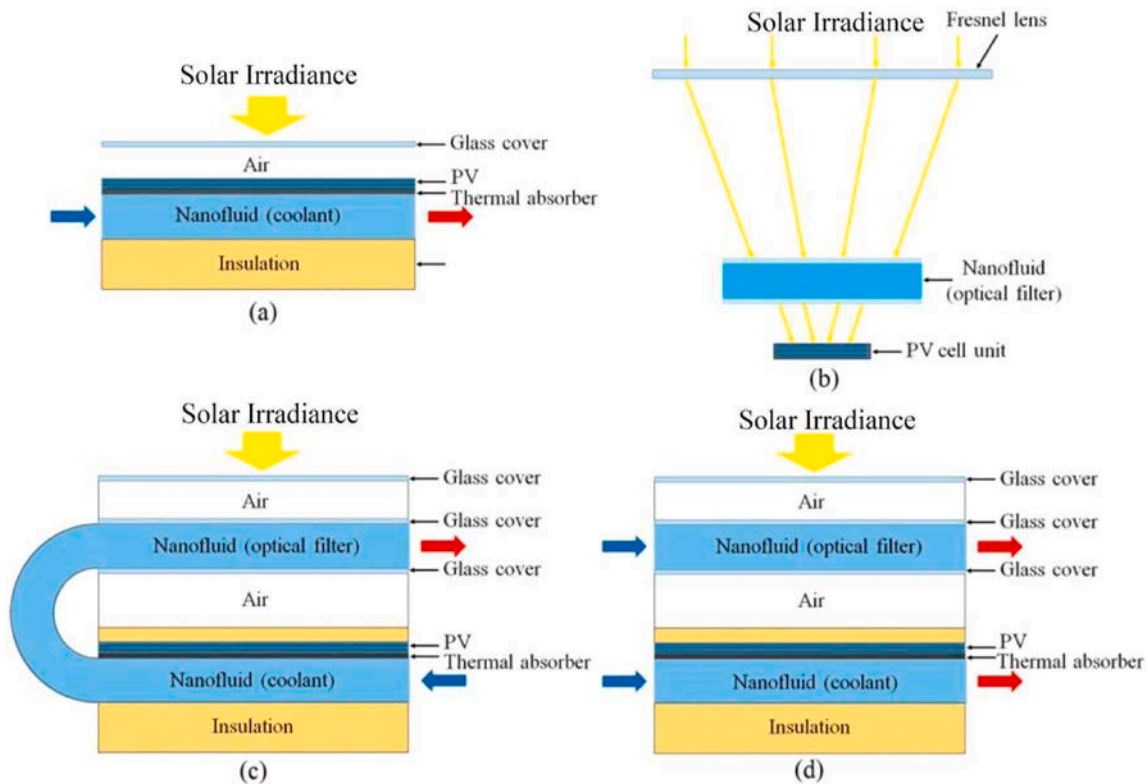 Solar Irradiance
Glass cover
Air
PV
Thermal absorber
Nanofluid (coolant)
Insulation
(a)
Solar Irradiance
Fresnel lens
Nanofluid
(optical filter)
PV cell unit
(b)
Solar Irradiance
Glass cover
Air
Glass cover
Nanofluid (optical filter)
Glass cover
Air
PV
Thermal absorber
Nanofluid (coolant)
Insulation
(c)
Solar Irradiance
Glass cover
Air
Glass cover
Nanofluid (optical filter)
Glass cover
Air
PV
Thermal absorber
Nanofluid (coolant)
Insulation
(d)